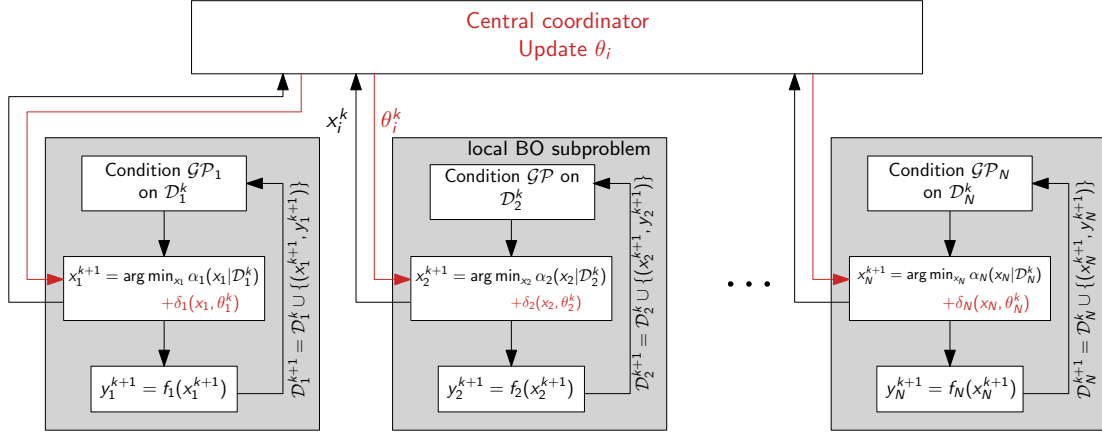 Central coordinator
Update θ_i
x_i^k
θ_i^k
Condition 𝒢𝒫_1
on 𝒟_1^k
x_1^{k+1} = arg min_{x_1} α_1(x_1|𝒟_1^k)
+δ_1(x_1, θ_1^k)
y_1^{k+1} = f_1(x_1^{k+1})
𝒟_1^{k+1} = 𝒟_1^k ∪ {(x_1^{k+1}, y_1^{k+1})}
local BO subproblem
Condition 𝒢𝒫 on
𝒟_2^k
x_2^{k+1} = arg min_{x_2} α_2(x_2|𝒟_2^k)
+δ_2(x_2, θ_2^k)
y_2^{k+1} = f_2(x_2^{k+1})
𝒟_2^{k+1} = 𝒟_2^k ∪ {(x_2^{k+1}, y_2^{k+1})}
• • •
Condition 𝒢𝒫_N
on 𝒟_N^k
x_N^{k+1} = arg min_{x_N} α_N(x_N|𝒟_N^k)
+δ_N(x_N, θ_N^k)
y_N^{k+1} = f_N(x_N^{k+1})
𝒟_N^{k+1} = 𝒟_N^k ∪ {(x_N^{k+1}, y_N^{k+1})}